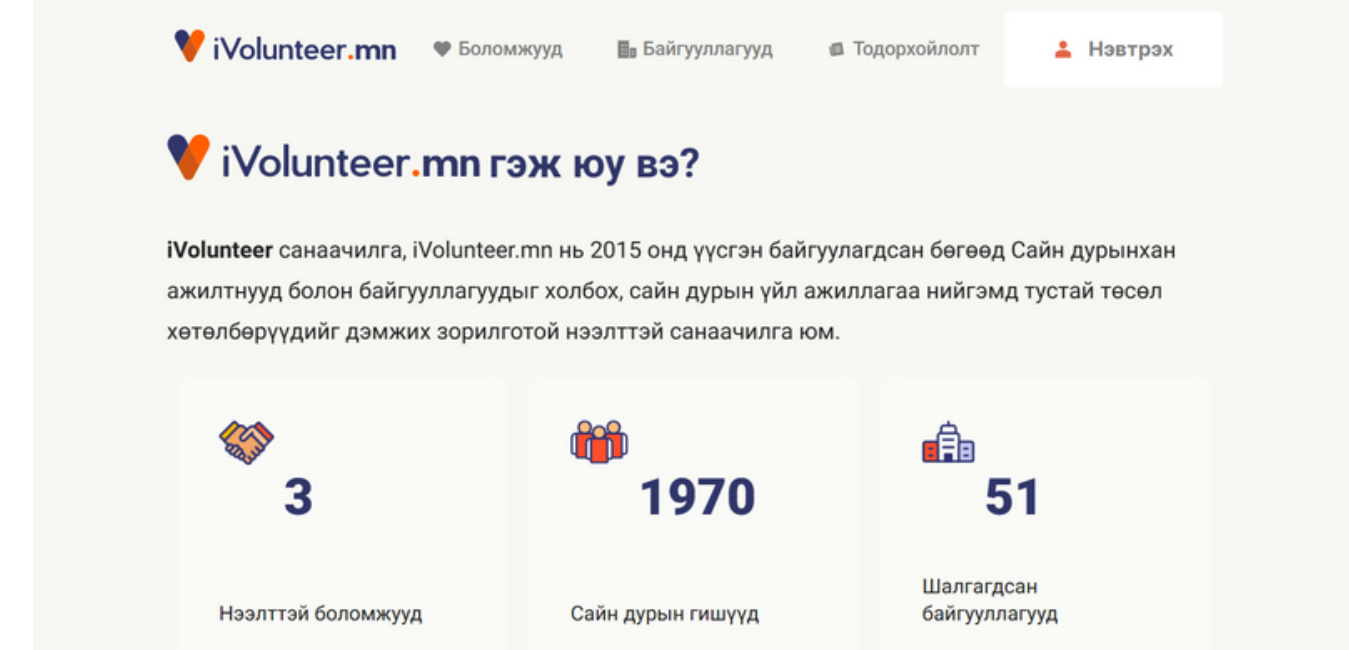 iVolunteer.mn Боломжууд Байгууллагууд Тодорхойлолт Нэвтрэх
iVolunteer.mn гэж юу вэ?
iVolunteer санаачилга, iVolunteer.mn нь 2015 онд үүсгэн байгуулагдсан бөгөөд Сайн дурынхан
ажилтнууд болон байгууллагуудыг холбох, сайн дурын үйл ажиллагаа нийгэмд тустай төсөл
хөтөлбөрүүдийг дэмжих зорилготой нээлттэй санаачилга юм.
3
Нээлттэй боломжууд
1970
Сайн дурын гишүүд
51
Шалгагдсан
байгууллагууд